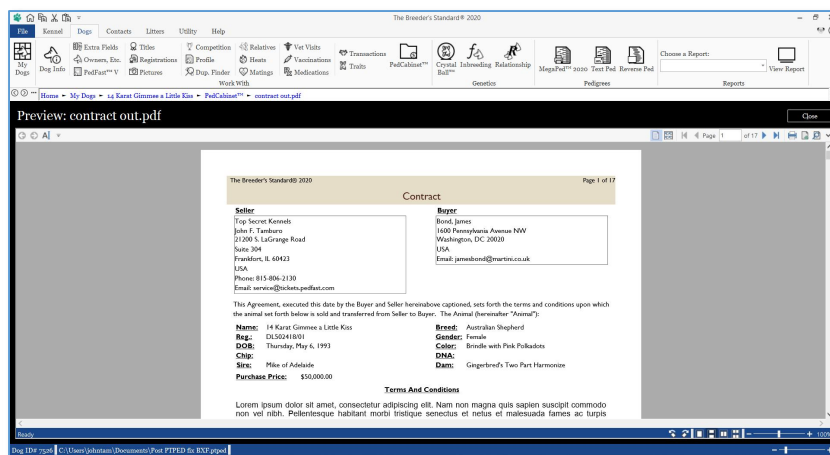 The Breeder's Standard® 2020
File Kennel Dogs Contacts Litters Utility Help
My Dogs
Dog Info
Extra Fields
Owners, Etc.
PedFast™ V
Titles
Registrations
Pictures
Competition
Profile
Dup. Finder
Relatives
Heats
Matings
Vet Visits
Vaccinations
Medications
Work With
Transactions
Traits
PedCabinet™
Crystal Ball™
Inbreeding
Relationship
Genetics
MegaPed™ 2020
Text Ped
Reverse Ped
Pedigrees
Choose a Report:
View Report
Reports
Home ► My Dogs ► 14 Karat Gimmee a Little Kiss ► PedCabinet™ ► contract out.pdf
Preview: contract out.pdf
Close
Page 1 of 17
The Breeder's Standard® 2020 Page 1 of 17
Contract
Seller
Top Secret Kennels
John F. Tamburo
21200 S. LaGrange Road
Suite 304
Frankfort, IL 60423
USA
Phone: 815-806-2130
Email: service@tickets.pedfast.com
Buyer
Bond, James
1600 Pennsylvania Avenue NW
Washington, DC 20020
USA
Email: jamesbond@martini.co.uk
This Agreement, executed this date by the Buyer and Seller hereinabove captioned, sets forth the terms and conditions upon which
the animal set forth below is sold and transferred from Seller to Buyer. The Animal (hereinafter "Animal"):
Name: 14 Karat Gimmee a Little Kiss Breed: Australian Shepherd
Reg.: DL502418/01 Gender: Female
DOB: Thursday, May 6, 1993 Color: Brindle with Pink Polkadots
Chip: DNA:
Sire: Mike of Adelaide Dam: Gingerbred's Two Part Harmonize
Purchase Price: $50,000.00
Terms And Conditions
Lorem ipsum dolor sit amet, consectetur adipiscing elit. Nam non magna quis sapien suscipit commodo
non vel nibh. Pellentesque habitant morbi tristique senectus et netus et malesuada fames ac turpis
Ready
100%
Dog ID# 7526 C:\Users\johntam\Documents\Post PTPED fix BXF.ptped